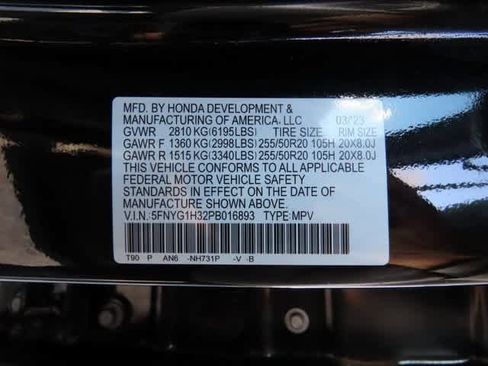 MFD. BY HONDA DEVELOPMENT &
MANUFACTURING OF AMERICA, LLC 03/23
GVWR 2810 KG(6195LBS) TIRE SIZE RIM SIZE
GAWR F 1360 KG(2998LBS) 255/50R20 105H 20X8.0J
GAWR R 1515 KG(3340LBS) 255/50R20 105H 20X8.0J
THIS VEHICLE CONFORMS TO ALL APPLICABLE
FEDERAL MOTOR VEHICLE SAFETY
STANDARDS IN EFFECT ON THE DATE OF
MANUFACTURE SHOWN ABOVE.
V.I.N.: 5FNYG1H32PB016893 TYPE: MPV
T90 P AN6 -NH731P -V -B